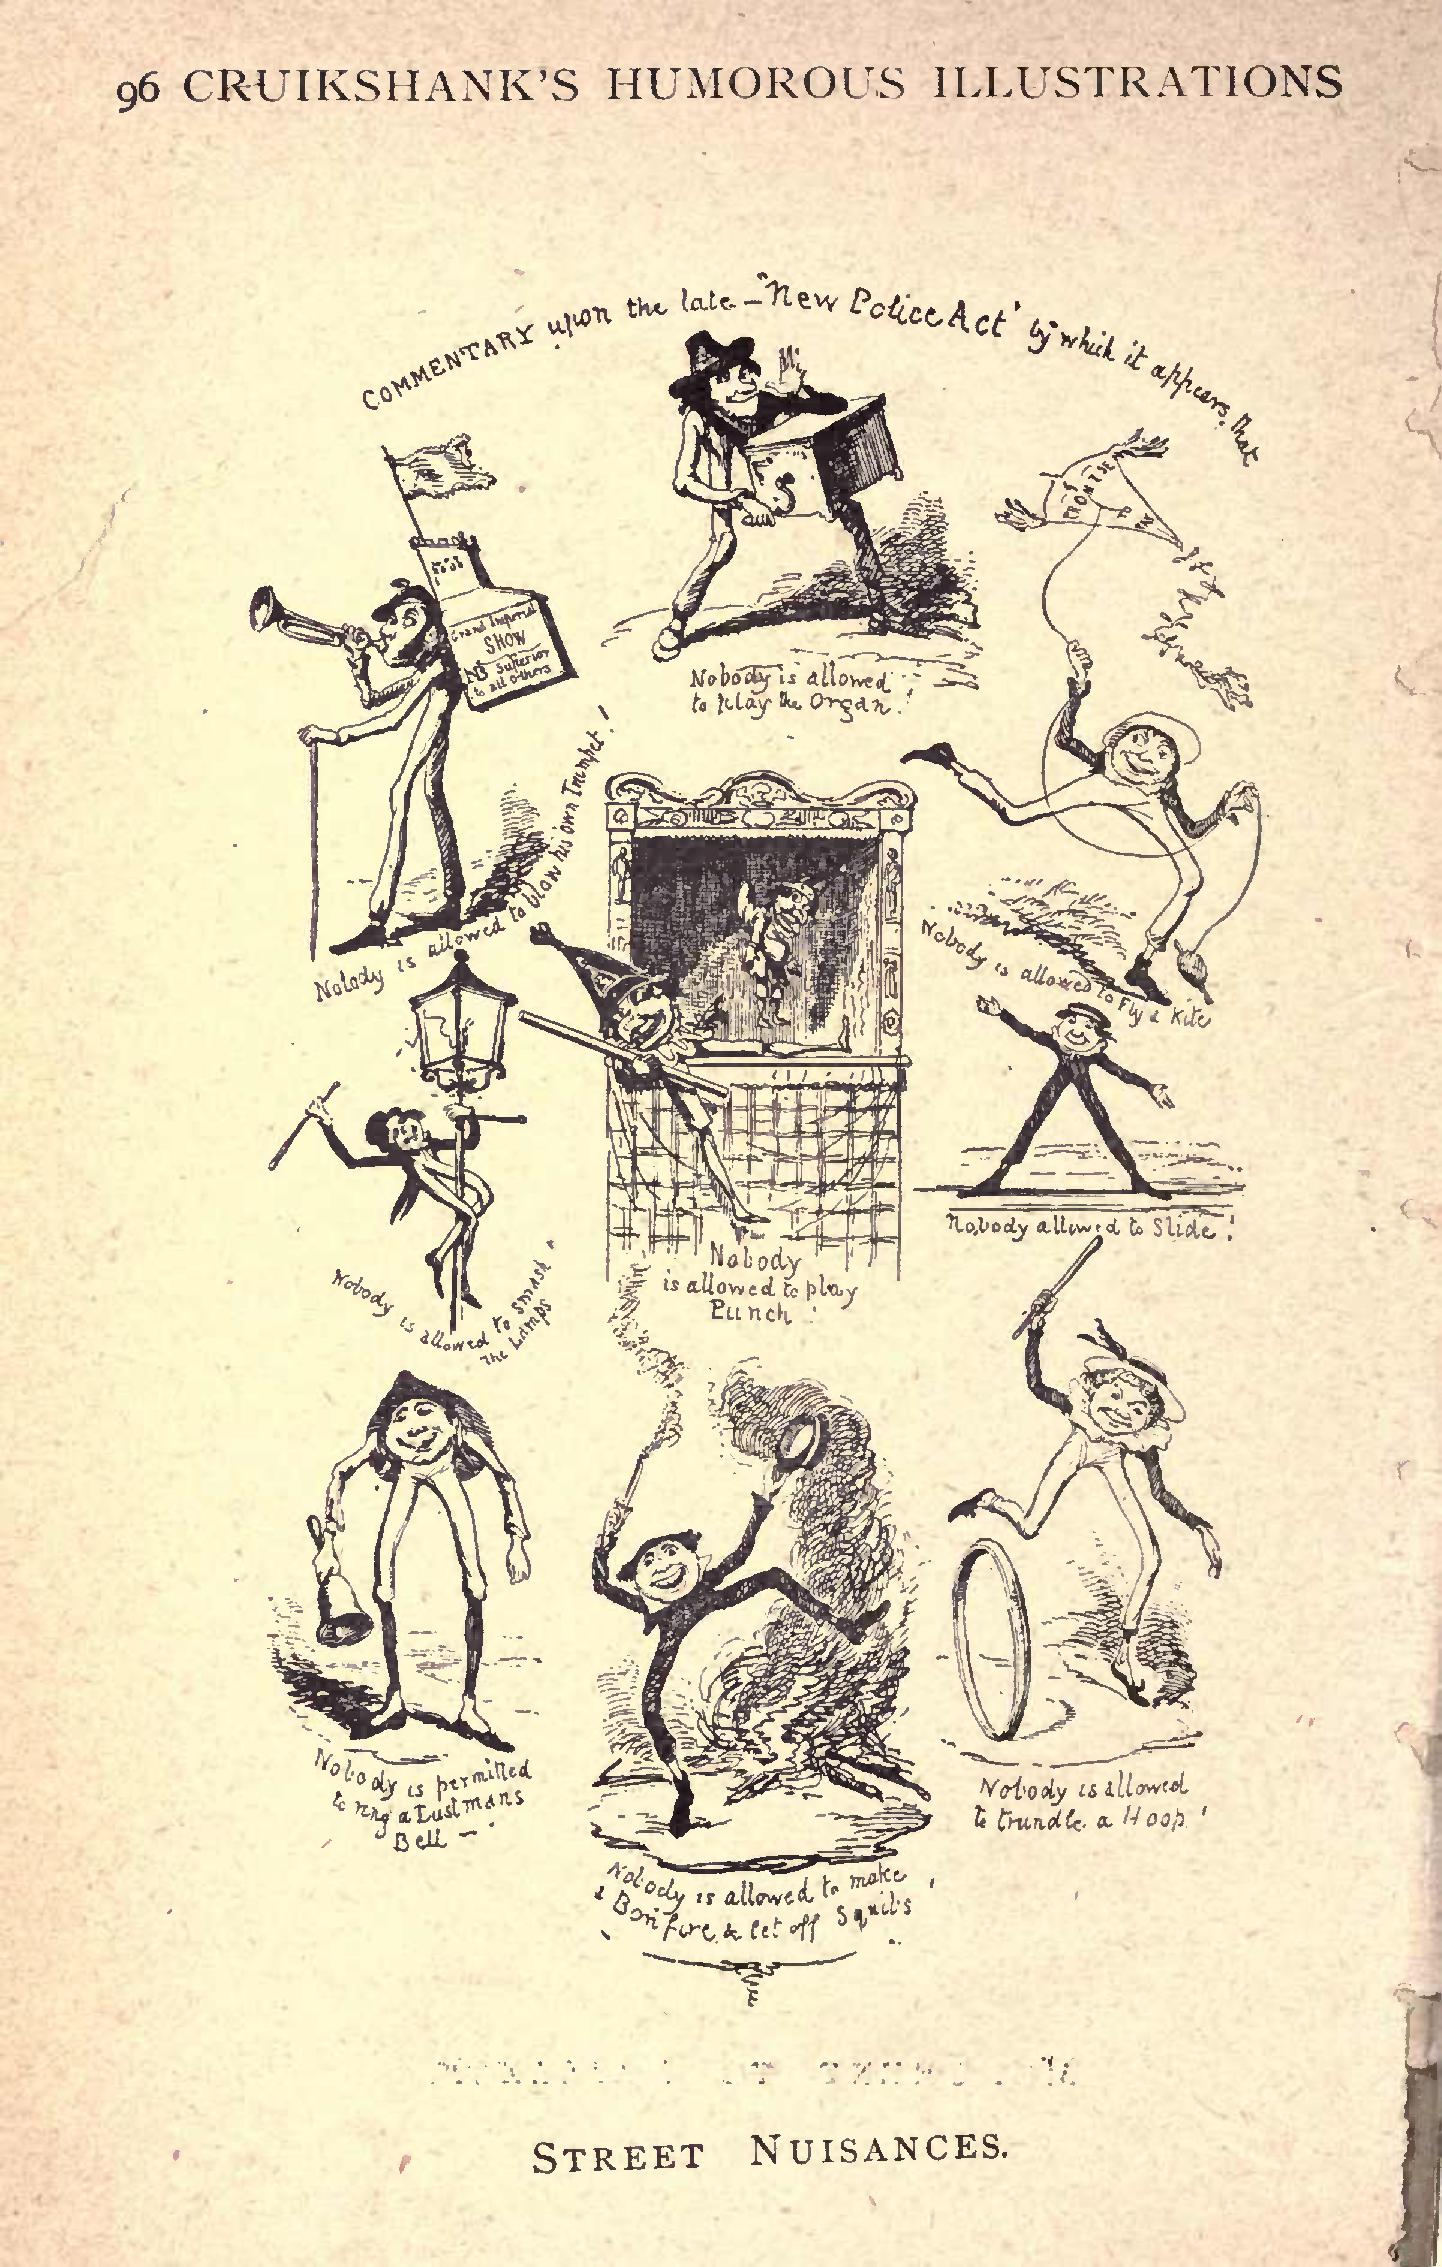 96 CRUIKSHANK'S HUMOROUS ILLUSTRATIONS
COMMENTARY upon the late - "New Police Act" by which it appears, that
Nobody is allowed
to Play the Organ!
Grand Imperial
SHOW
Superior
to all others
Nobody is allowed to blow his own Trumpet!
Nobody is allowed to Fly a Kite
Nobody is allowed to smash
the Lamps
Nobody
is allowed to play
Punch!
Nobody allowed to Slide!
Nobody is permitted
to ring a Dustmans
Bell -
Nobody is allowed to make
a Bonfire, & let off Squibs
Nobody is allowed
to trundle a Hoop!
STREET NUISANCES.